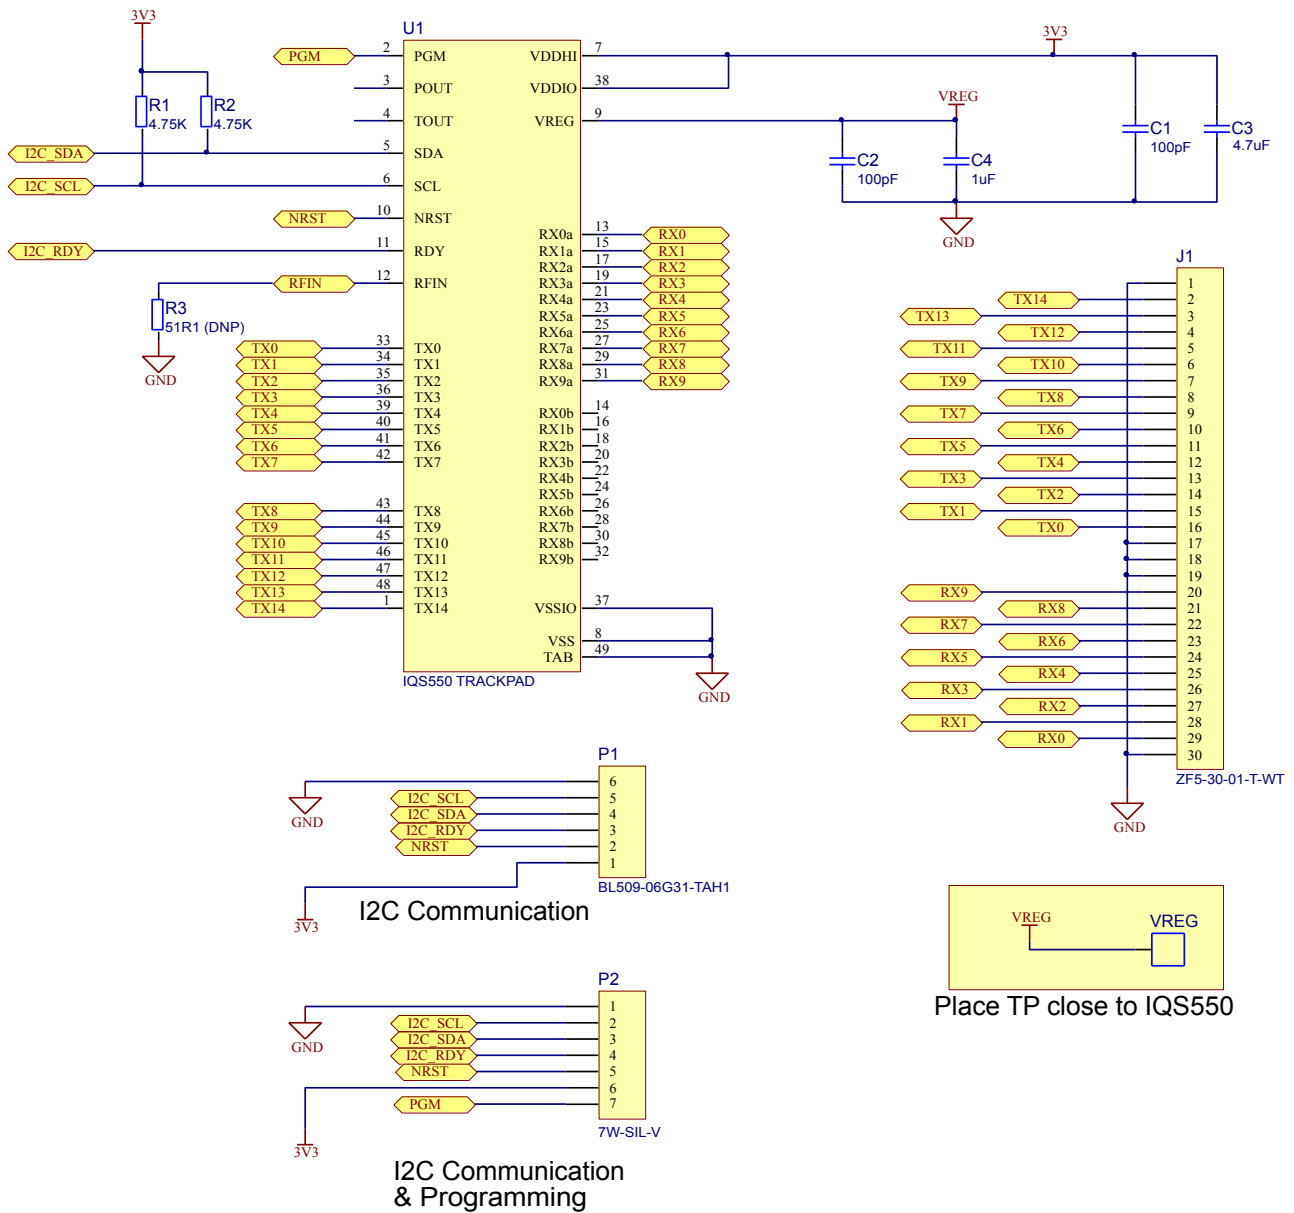 3V3
R1
4.75K
R2
4.75K
I2C_SDA
I2C_SCL
I2C_RDY
PGM
NRST
RFIN
R3
51R1 (DNP)
GND
TX0
TX1
TX2
TX3
TX4
TX5
TX6
TX7
TX8
TX9
TX10
TX11
TX12
TX13
TX14
U1
2 PGM
3 POUT
4 TOUT
5 SDA
6 SCL
10 NRST
11 RDY
12 RFIN
33 TX0
34 TX1
35 TX2
36 TX3
39 TX4
40 TX5
41 TX6
42 TX7
43 TX8
44 TX9
45 TX10
46 TX11
47 TX12
48 TX13
1 TX14
VDDHI 7
VDDIO 38
VREG 9
RX0a 13 RX0
RX1a 15 RX1
RX2a 17 RX2
RX3a 19 RX3
RX4a 21 RX4
RX5a 23 RX5
RX6a 25 RX6
RX7a 27 RX7
RX8a 29 RX8
RX9a 31 RX9
RX0b 14
RX1b 16
RX2b 18
RX3b 20
RX4b 22
RX5b 24
RX6b 26
RX7b 28
RX8b 30
RX9b 32
VSSIO 37
VSS 8
TAB 49
IQS550 TRACKPAD
GND
3V3
VREG
C2
100pF
C4
1uF
C1
100pF
C3
4.7uF
GND
J1
1
TX14 2
TX13 3
TX12 4
TX11 5
TX10 6
TX9 7
TX8 8
TX7 9
TX6 10
TX5 11
TX4 12
TX3 13
TX2 14
TX1 15
TX0 16
17
18
19
RX9 20
RX8 21
RX7 22
RX6 23
RX5 24
RX4 25
RX3 26
RX2 27
RX1 28
RX0 29
30
ZF5-30-01-T-WT
GND
P1
6
GND
I2C_SCL 5
I2C_SDA 4
I2C_RDY 3
NRST 2
1
BL509-06G31-TAH1
3V3
I2C Communication
VREG
VREG
Place TP close to IQS550
P2
1
GND
I2C_SCL 2
I2C_SDA 3
I2C_RDY 4
NRST 5
6
PGM 7
7W-SIL-V
3V3
I2C Communication
& Programming